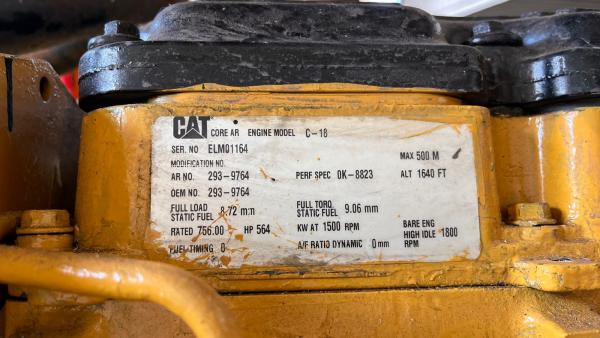 CAT CORE AR ENGINE MODEL C-18
SER. NO ELM01164
MODIFICATION NO.
MAX 500 M
AR NO. 293-9764 PERF SPEC 0K-8823 ALT 1640 FT
OEM NO. 293-9764
FULL LOAD STATIC FUEL 8.72 mm FULL TORQ STATIC FUEL 9.06 mm
RATED 756.00 HP 564 KW AT 1500 RPM BARE ENG HIGH IDLE 1800 RPM
FUEL TIMING 0 A/F RATIO DYNAMIC 0mm